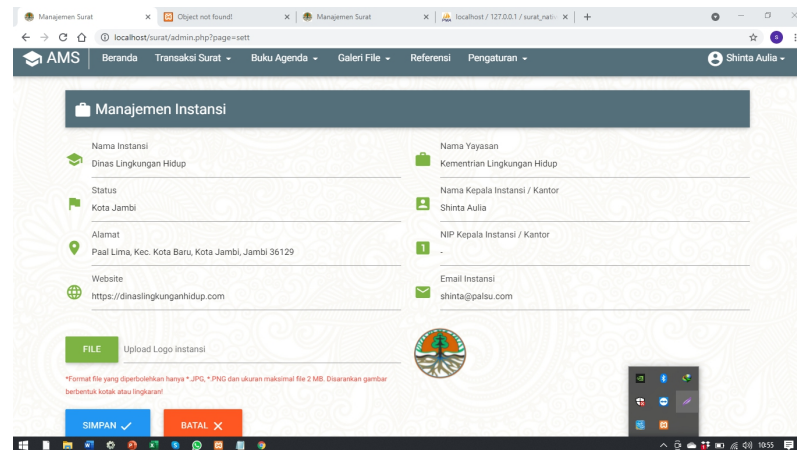 Manajemen Surat
Object not found!
Manajemen Surat
localhost / 127.0.0.1 / surat_nati
localhost/surat/admin.php?page=sett
AMS
Beranda
Transaksi Surat
Buku Agenda
Galeri File
Referensi
Pengaturan
Shinta Aulia
Manajemen Instansi
Nama Instansi
Dinas Lingkungan Hidup
Nama Yayasan
Kementrian Lingkungan Hidup
Status
Kota Jambi
Nama Kepala Instansi / Kantor
Shinta Aulia
Alamat
Paal Lima, Kec. Kota Baru, Kota Jambi, Jambi 36129
NIP Kepala Instansi / Kantor
-
Website
https://dinaslingkunganhidup.com
Email Instansi
shinta@palsu.com
FILE
Upload Logo instansi
*Format file yang diperbolehkan hanya *.JPG, *.PNG dan ukuran maksimal file 2 MB. Disarankan gambar
berbentuk kotak atau lingkaran!
SIMPAN
BATAL
10:55